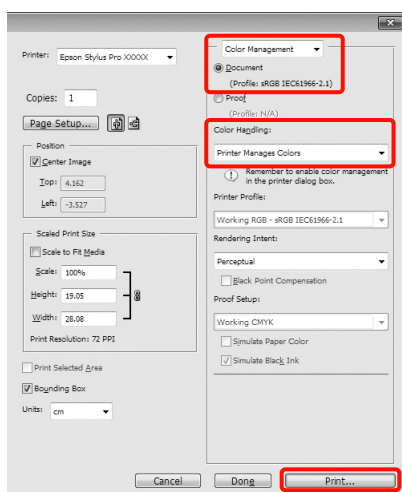 Printer: Epson Stylus Pro XXXXX
Copies: 1
Page Setup...
Position
Center Image
Top: 4.162
Left: -3.527
Scaled Print Size
Scale to Fit Media
Scale: 100%
Height: 19.05
Width: 28.08
Print Resolution: 72 PPI
Print Selected Area
Bounding Box
Units: cm
Color Management
Document
(Profile: sRGB IEC61966-2.1)
Proof
(Profile: N/A)
Color Handling:
Printer Manages Colors
Remember to enable color management
in the printer dialog box.
Printer Profile:
Working RGB - sRGB IEC61966-2.1
Rendering Intent:
Perceptual
Black Point Compensation
Proof Setup:
Working CMYK
Simulate Paper Color
Simulate Black Ink
Cancel
Done
Print...